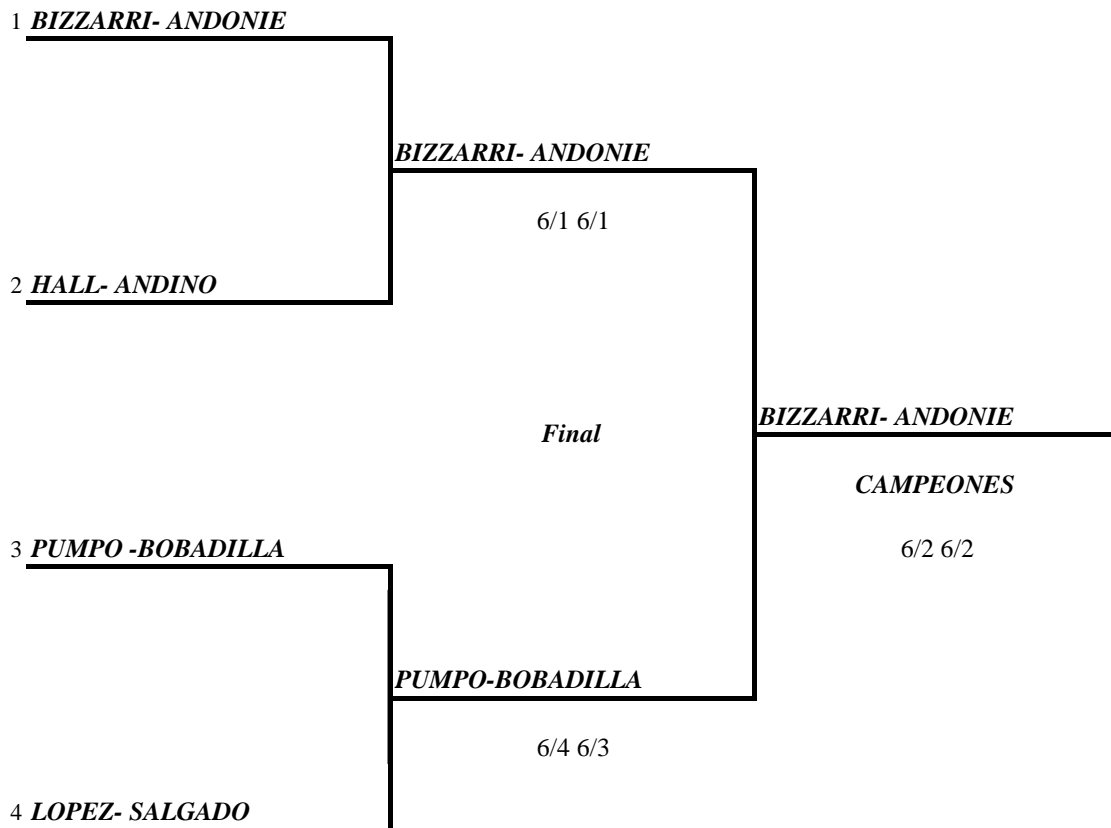 1 BIZZARRI- ANDONIE
BIZZARRI- ANDONIE
6/1 6/1
2 HALL- ANDINO
BIZZARRI- ANDONIE
Final
CAMPEONES
3 PUMPO -BOBADILLA
6/2 6/2
PUMPO-BOBADILLA
6/4 6/3
4 LOPEZ- SALGADO